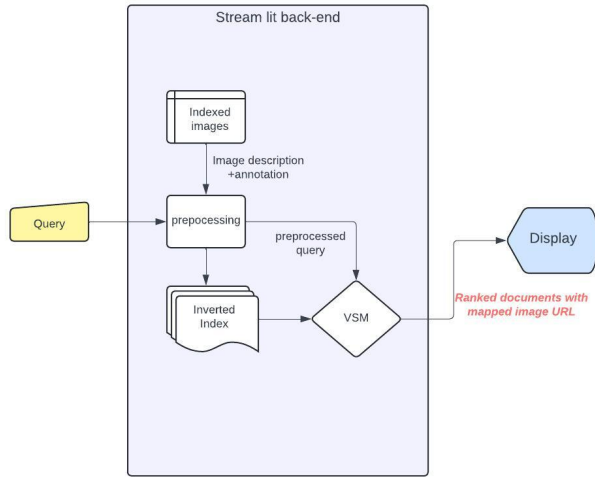 Stream lit back-end
Indexed
images
Image description
+annotation
Query
prepocessing
preprocessed
query
Inverted
Index
VSM
Display
Ranked documents with
mapped image URL